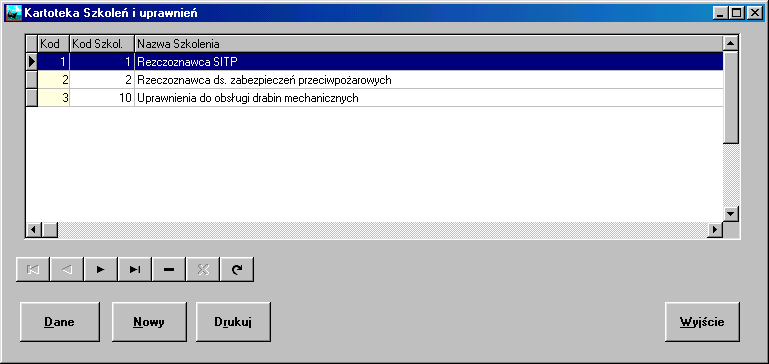 Kartoteka Szkoleń i uprawnień
Kod Kod Szkol. Nazwa Szkolenia
1 1 Rezczoznawca SITP
2 2 Rzeczoznawca ds. zabezpieczeń przeciwpożarowych
3 10 Uprawnienia do obsługi drabin mechanicznych
Dane Nowy Drukuj Wyjście